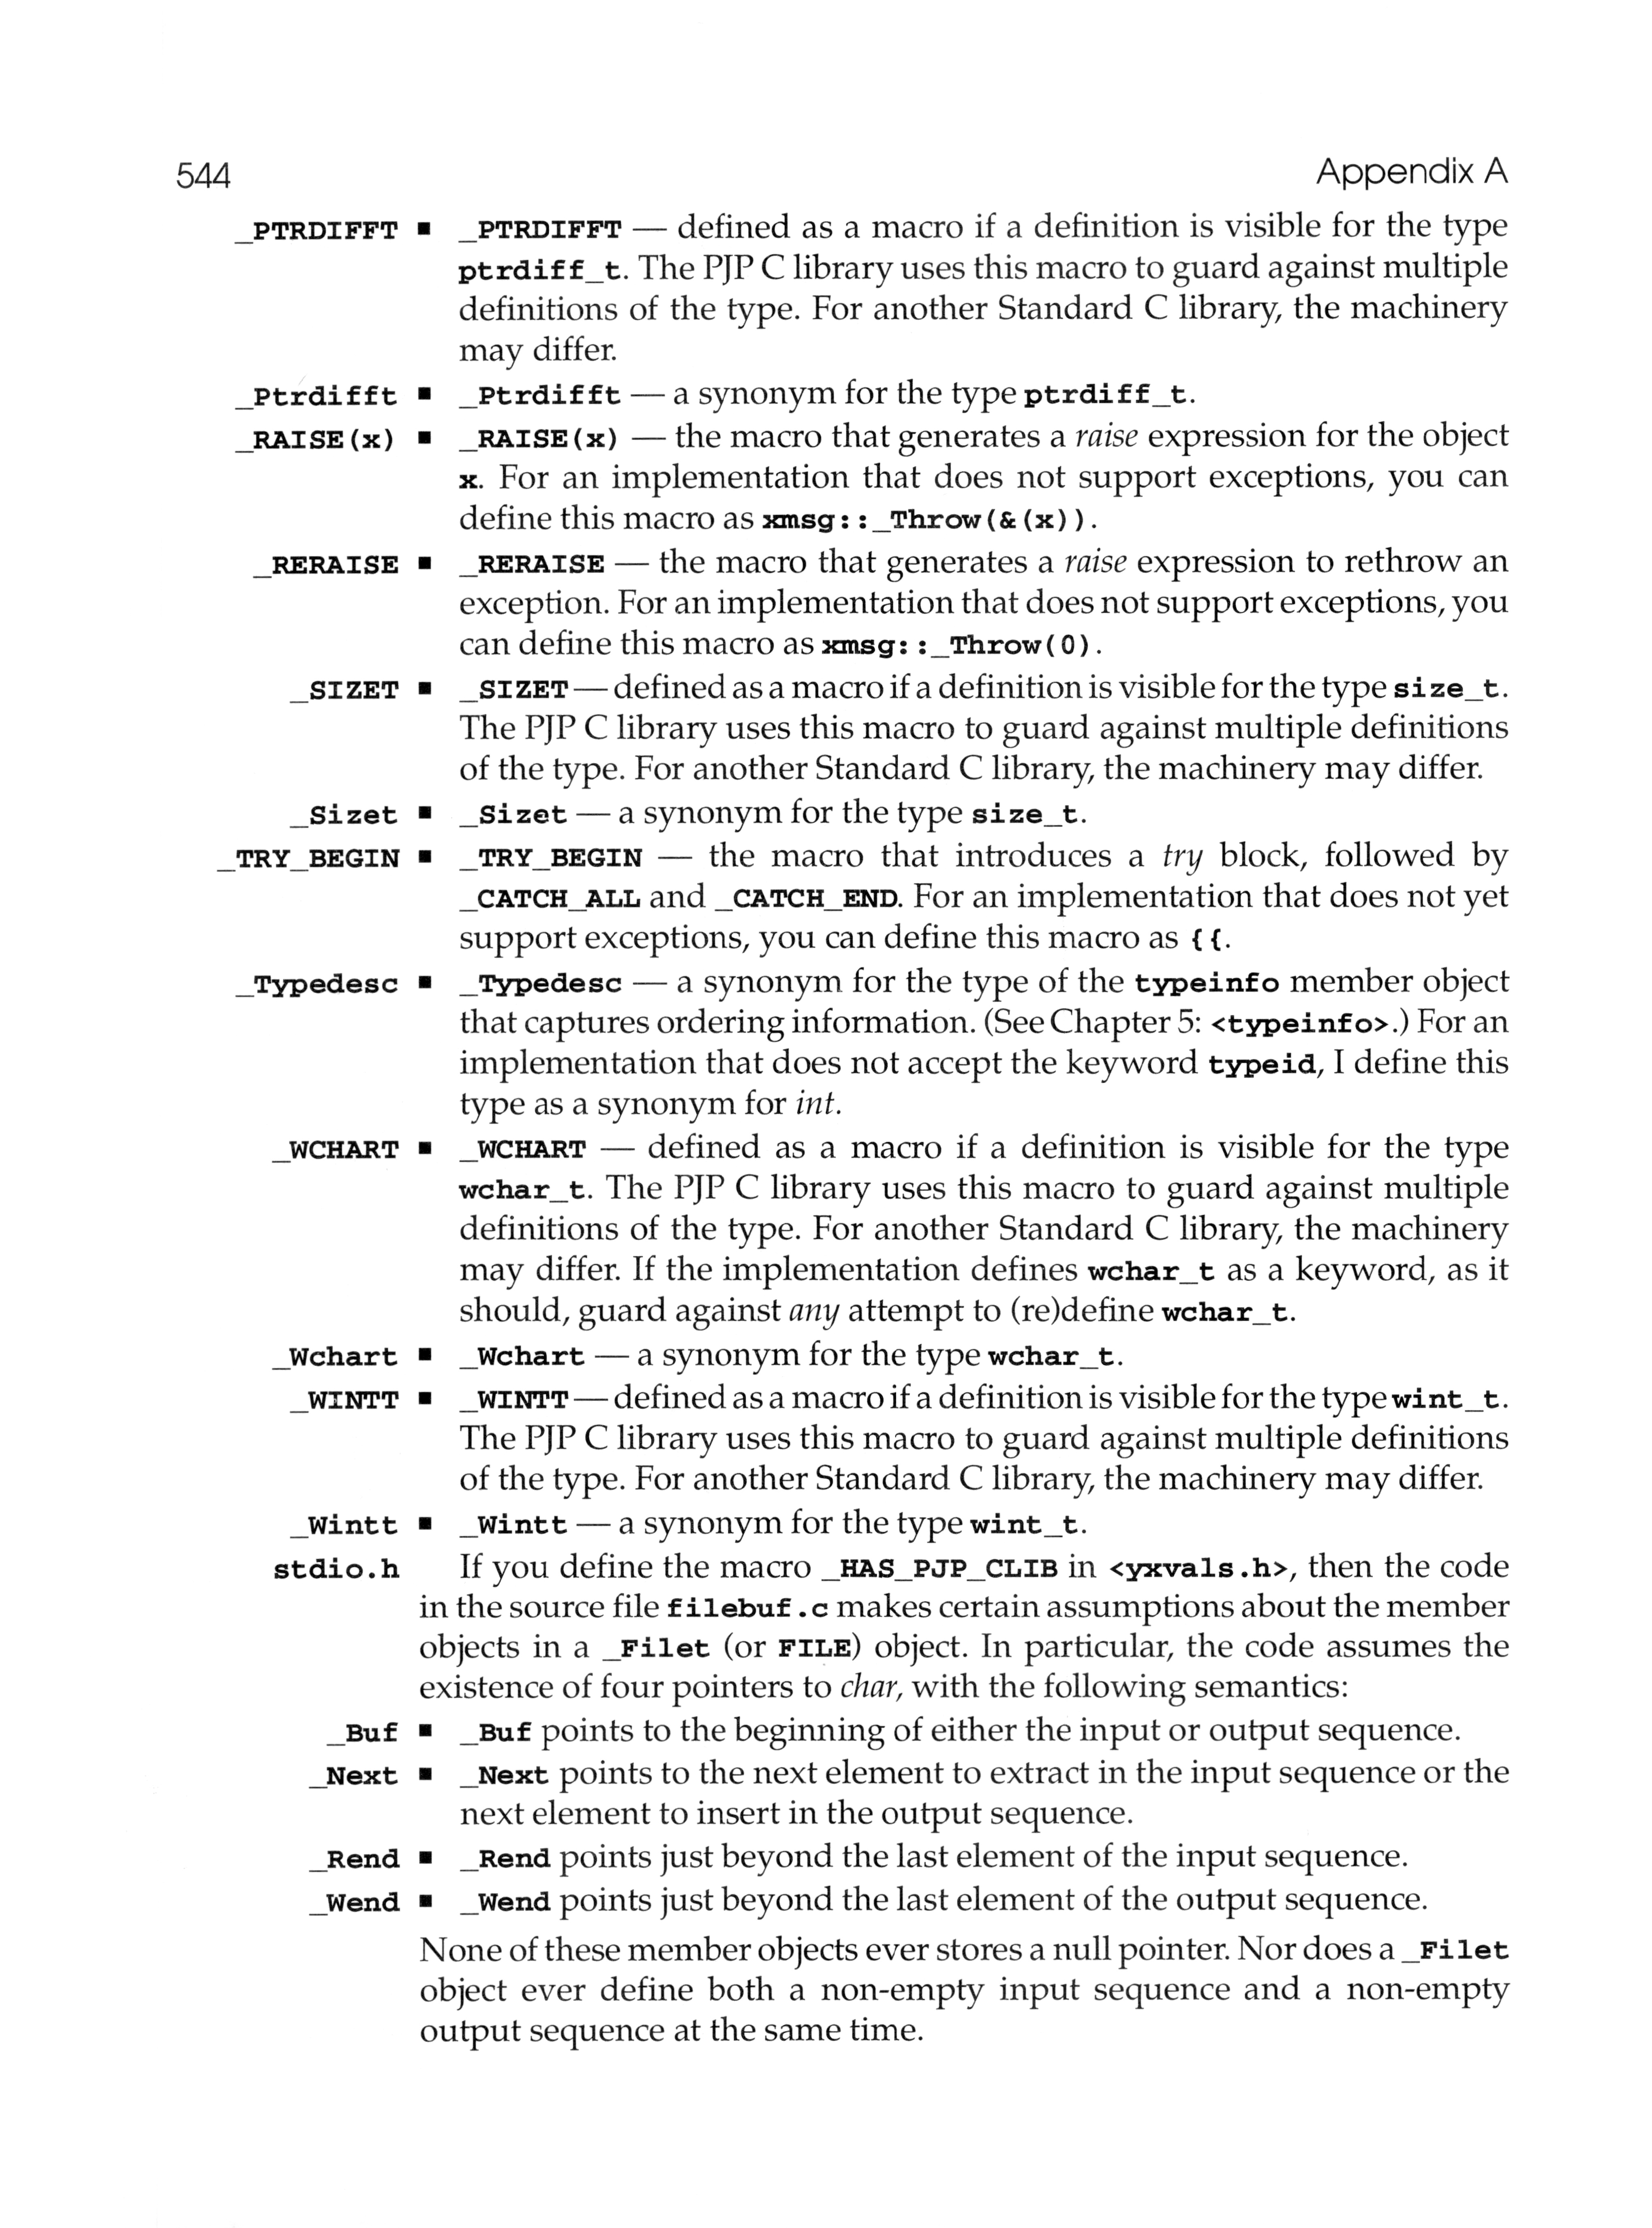 544 Appendix A
_PTRDIFFT ■ _PTRDIFFT — defined as a macro if a definition is visible for the type
ptrdiff_t. The PJP C library uses this macro to guard against multiple
definitions of the type. For another Standard C library, the machinery
may differ.
_Ptrdifft ■ _Ptrdifft — a synonym for the type ptrdiff_t.
_RAISE(x) ■ _RAISE(x) — the macro that generates a raise expression for the object
x. For an implementation that does not support exceptions, you can
define this macro as xmsg::_Throw(&(x)).
_RERAISE ■ _RERAISE — the macro that generates a raise expression to rethrow an
exception. For an implementation that does not support exceptions, you
can define this macro as xmsg::_Throw(0).
_SIZET ■ _SIZET — defined as a macro if a definition is visible for the type size_t.
The PJP C library uses this macro to guard against multiple definitions
of the type. For another Standard C library, the machinery may differ.
_Sizet ■ _Sizet — a synonym for the type size_t.
_TRY_BEGIN ■ _TRY_BEGIN — the macro that introduces a try block, followed by
_CATCH_ALL and _CATCH_END. For an implementation that does not yet
support exceptions, you can define this macro as {{.
_Typedesc ■ _Typedesc — a synonym for the type of the typeinfo member object
that captures ordering information. (See Chapter 5: <typeinfo>.) For an
implementation that does not accept the keyword typeid, I define this
type as a synonym for int.
_WCHART ■ _WCHART — defined as a macro if a definition is visible for the type
wchar_t. The PJP C library uses this macro to guard against multiple
definitions of the type. For another Standard C library, the machinery
may differ. If the implementation defines wchar_t as a keyword, as it
should, guard against any attempt to (re)define wchar_t.
_Wchart ■ _Wchart — a synonym for the type wchar_t.
_WINTT ■ _WINTT — defined as a macro if a definition is visible for the type wint_t.
The PJP C library uses this macro to guard against multiple definitions
of the type. For another Standard C library, the machinery may differ.
_Wintt ■ _Wintt — a synonym for the type wint_t.
stdio.h If you define the macro _HAS_PJP_CLIB in <yxvals.h>, then the code
in the source file filebuf.c makes certain assumptions about the member
objects in a _Filet (or FILE) object. In particular, the code assumes the
existence of four pointers to char, with the following semantics:
_Buf ■ _Buf points to the beginning of either the input or output sequence.
_Next ■ _Next points to the next element to extract in the input sequence or the
next element to insert in the output sequence.
_Rend ■ _Rend points just beyond the last element of the input sequence.
_Wend ■ _Wend points just beyond the last element of the output sequence.
None of these member objects ever stores a null pointer. Nor does a _Filet
object ever define both a non-empty input sequence and a non-empty
output sequence at the same time.